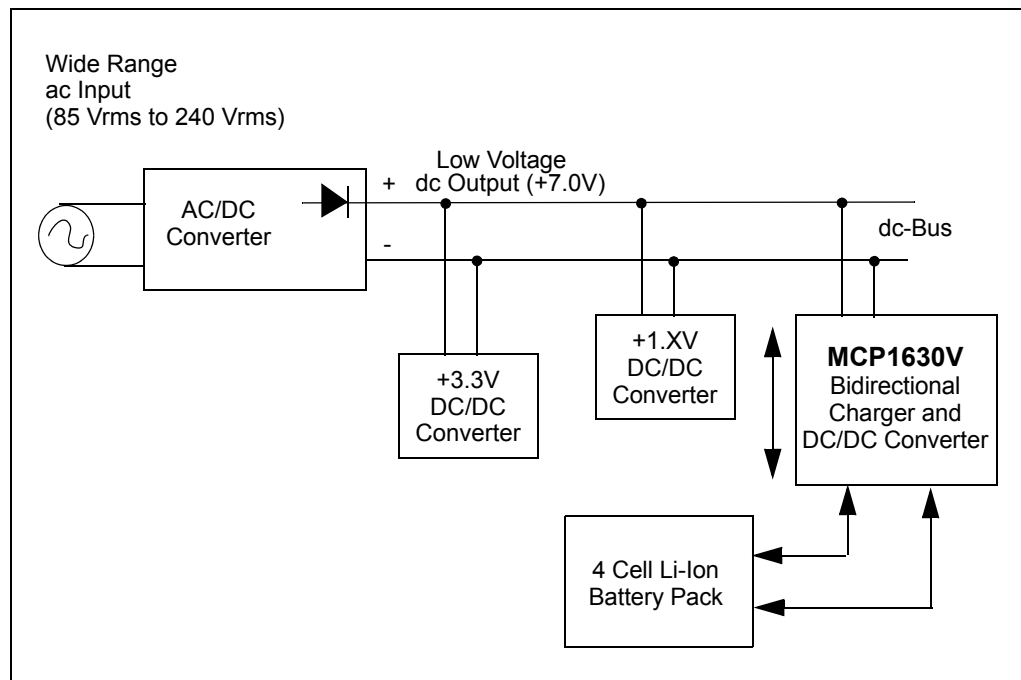 Wide Range
ac Input
(85 Vrms to 240 Vrms)
Low Voltage
+ dc Output (+7.0V)
AC/DC
Converter
-
dc-Bus
+3.3V
DC/DC
Converter
+1.XV
DC/DC
Converter
MCP1630V
Bidirectional
Charger and
DC/DC Converter
4 Cell Li-Ion
Battery Pack